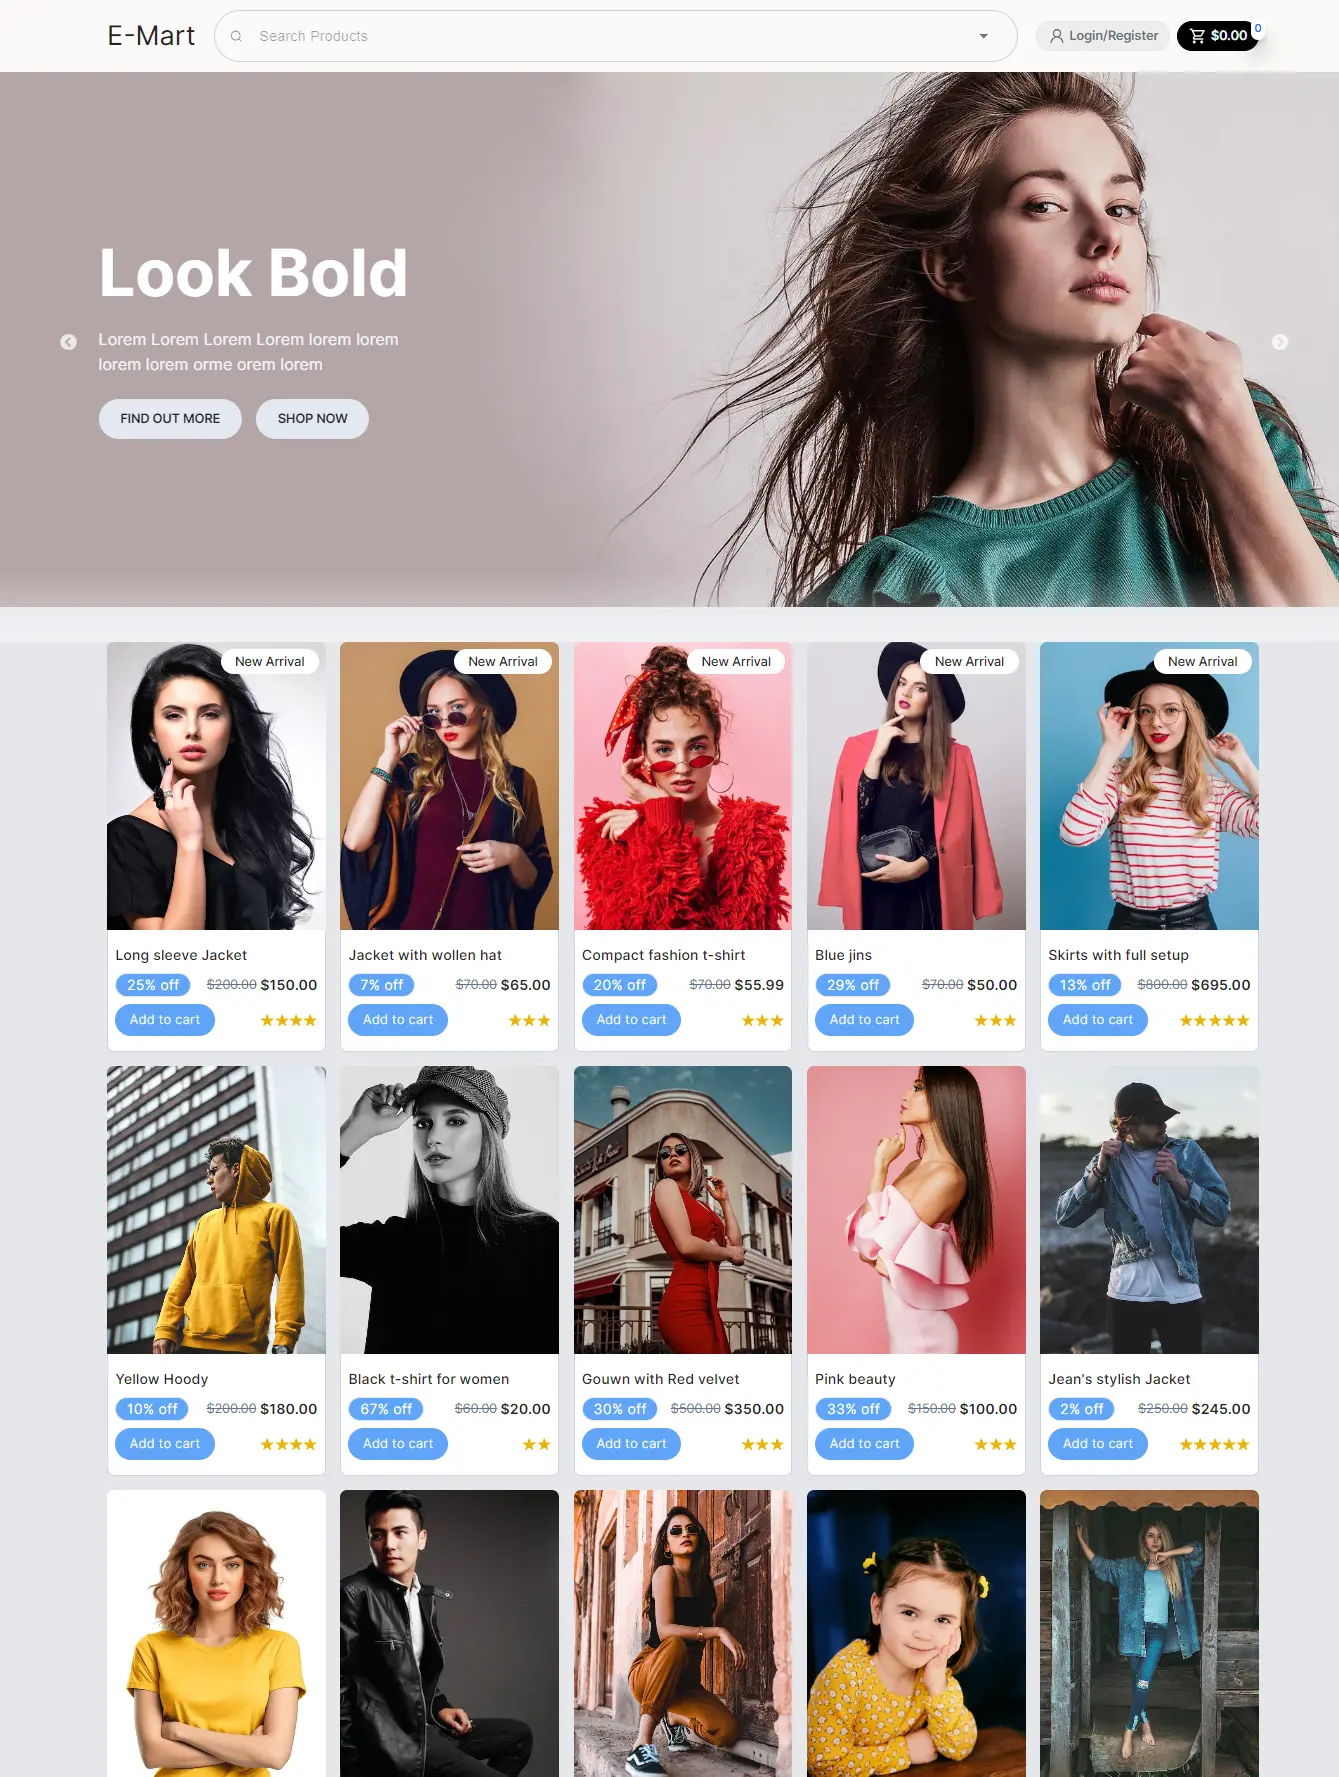 E-Mart
Search Products
Login/Register
$0.00
0
Look Bold
Lorem Lorem Lorem Lorem lorem lorem
lorem lorem orme orem lorem
FIND OUT MORE
SHOP NOW
New Arrival
New Arrival
New Arrival
New Arrival
New Arrival
Long sleeve Jacket
25% off $200.00 $150.00
Add to cart
Jacket with wollen hat
7% off $70.00 $65.00
Add to cart
Compact fashion t-shirt
20% off $70.00 $55.99
Add to cart
Blue jins
29% off $70.00 $50.00
Add to cart
Skirts with full setup
13% off $800.00 $695.00
Add to cart
Yellow Hoody
10% off $200.00 $180.00
Add to cart
Black t-shirt for women
67% off $60.00 $20.00
Add to cart
Gouwn with Red velvet
30% off $500.00 $350.00
Add to cart
Pink beauty
33% off $150.00 $100.00
Add to cart
Jean's stylish Jacket
2% off $250.00 $245.00
Add to cart